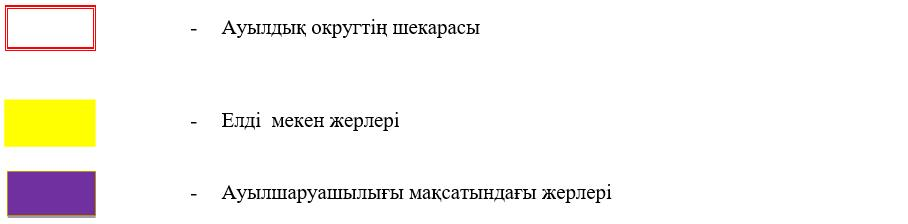 - Ауылдық округтің шекарасы
- Елді мекен жерлері
- Ауылшаруашылығы мақсатындағы жерлері